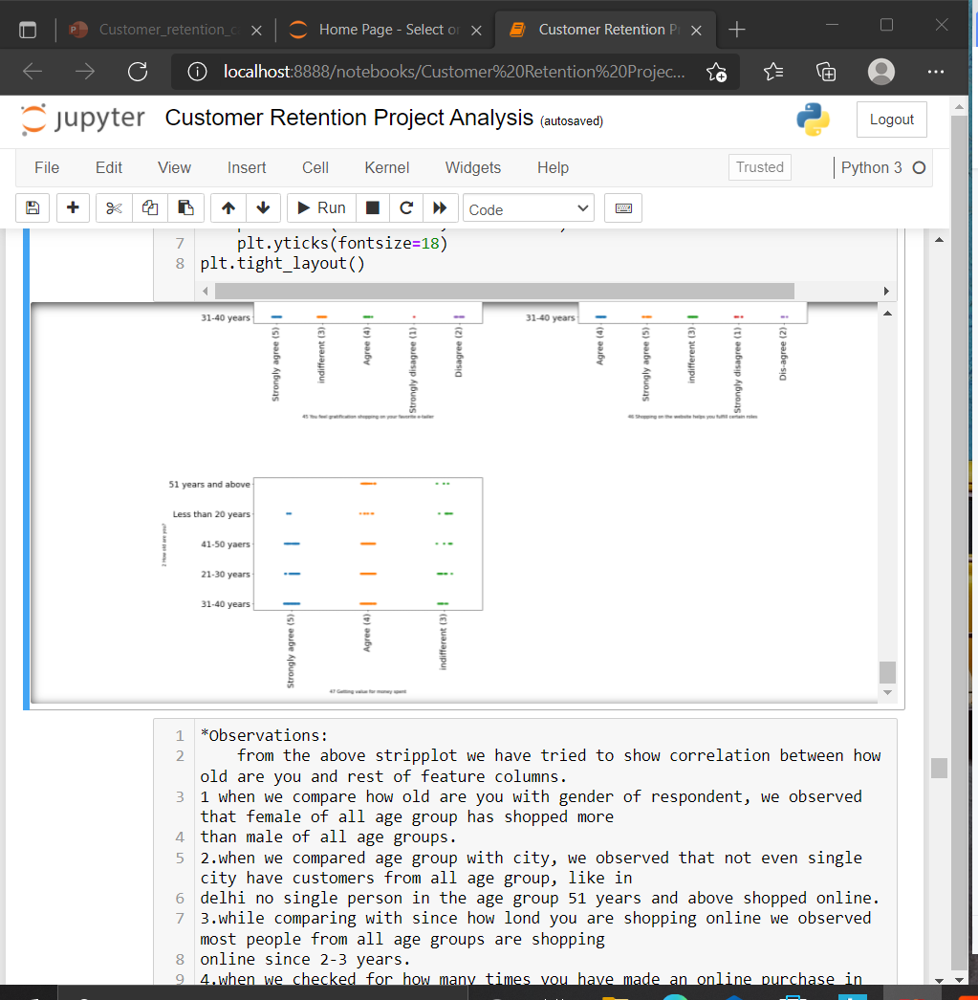 Customer_retention_c
Home Page - Select or
Customer Retention P
localhost:8888/notebooks/Customer%20Retention%20Projec...
jupyter Customer Retention Project Analysis (autosaved)
Logout
File Edit View Insert Cell Kernel Widgets Help
Trusted
Python 3
Run
Code
7 plt.yticks(fontsize=18)
8 plt.tight_layout()
31-40 years
Strongly agree (5)
indifferent (3)
Agree (4)
Strongly disagree (1)
Disagree (2)
45 You feel gratification shopping on your favorite e-tailer
31-40 years
Agree (4)
Strongly agree (5)
indifferent (3)
Strongly disagree (1)
Dis-agree (2)
46 Shopping on the website helps you fulfill certain roles
51 years and above
Less than 20 years
41-50 yaers
21-30 years
31-40 years
2 How old are you?
Strongly agree (5)
Agree (4)
indifferent (3)
47 Getting value for money spent
1 *Observations:
2 from the above stripplot we have tried to show correlation between how
old are you and rest of feature columns.
3 1 when we compare how old are you with gender of respondent, we observed
that female of all age group has shopped more
4 than male of all age groups.
5 2.when we compared age group with city, we observed that not even single
city have customers from all age group, like in
6 delhi no single person in the age group 51 years and above shopped online.
7 3.while comparing with since how lond you are shopping online we observed
most people from all age groups are shopping
8 online since 2-3 years.
9 4.when we checked for how many times you have made an online purchase in